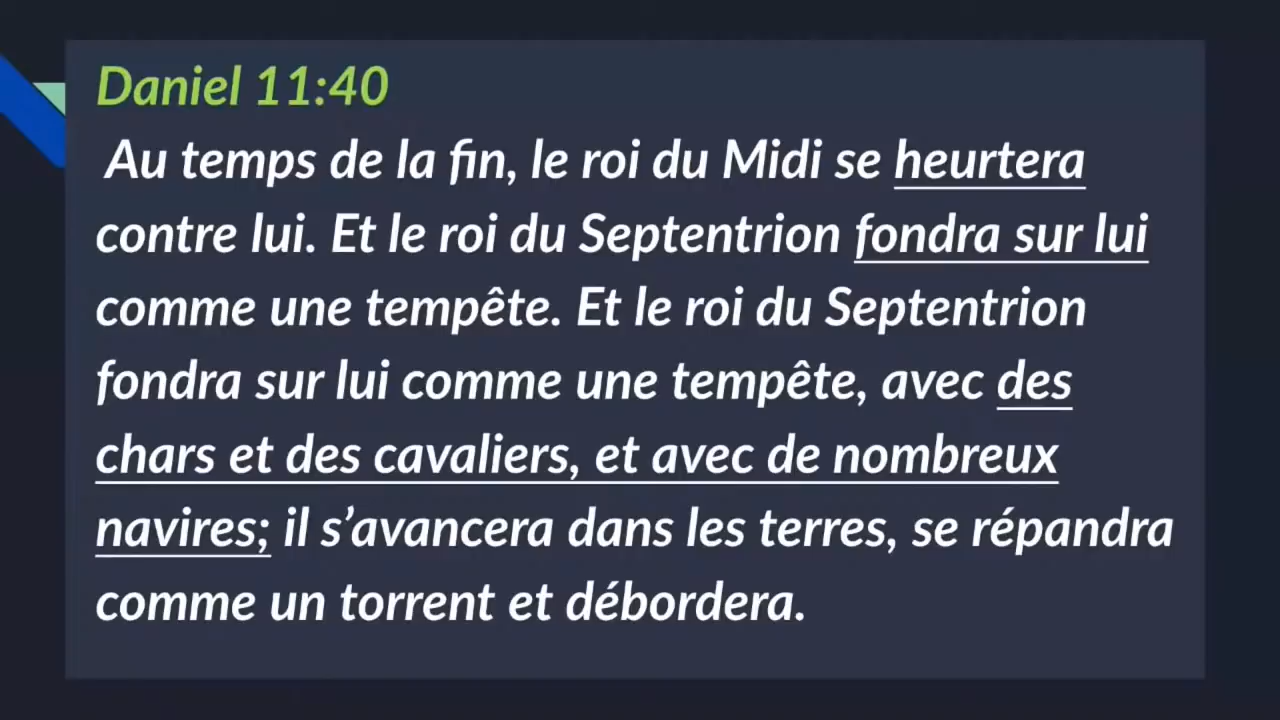 Daniel 11:40
Au temps de la fin, le roi du Midi se heurtera
contre lui. Et le roi du Septentrion fondra sur lui
comme une tempête. Et le roi du Septentrion
fondra sur lui comme une tempête, avec des
chars et des cavaliers, et avec de nombreux
navires; il s’avancera dans les terres, se répandra
comme un torrent et débordera.